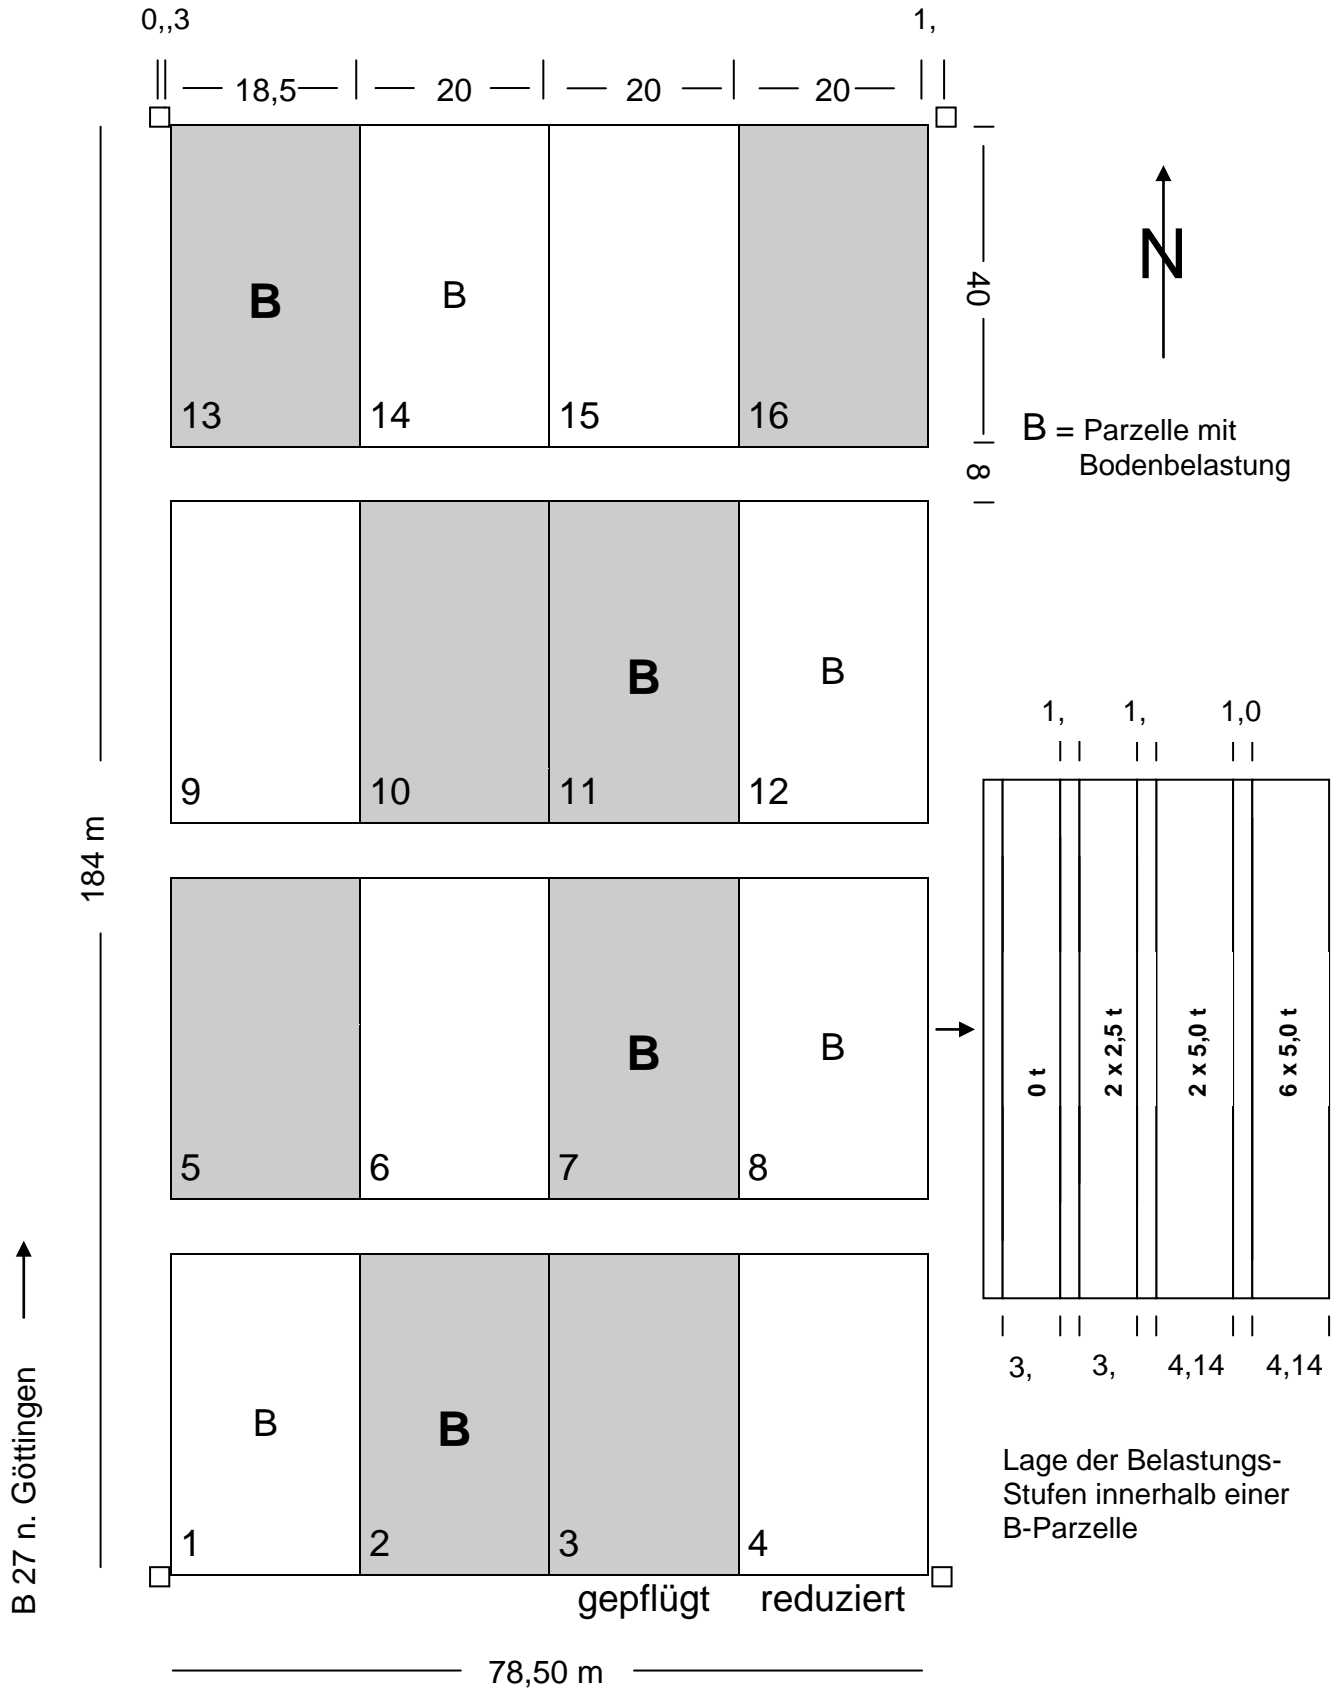 0,,3
1,
18,5
20
20
20
B
B
13
14
15
16
40
8
N
B = Parzelle mit
Bodenbelastung
B
B
9
10
11
12
184 m
1,
1,
1,0
B
B
5
6
7
8
0 t
2 x 2,5 t
2 x 5,0 t
6 x 5,0 t
3,
3,
4,14
4,14
B
B
1
2
3
4
Lage der Belastungs-
Stufen innerhalb einer
B-Parzelle
B 27 n. Göttingen
gepflügt
reduziert
78,50 m